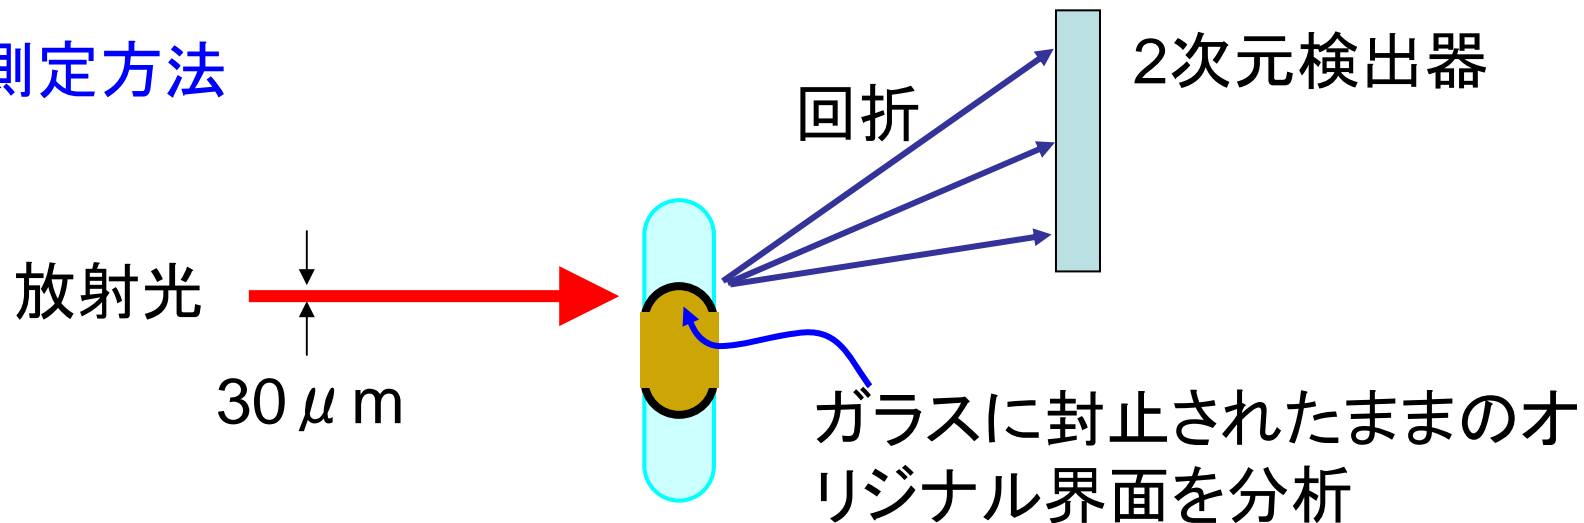 測定方法
2次元検出器
回折
放射光
30μm
ガラスに封止されたままのオ
リジナル界面を分析